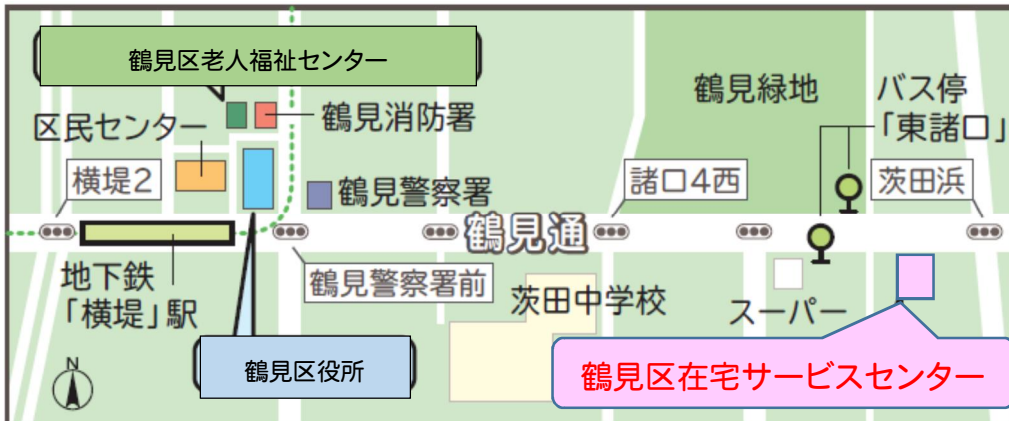 鶴見区老人福祉センター
鶴見緑地
バス停
「東諸口」
区民センター
鶴見消防署
横堤2
鶴見警察署
諸口4西
茨田浜
鶴見通
地下鉄
「横堤」駅
鶴見警察署前
茨田中学校
スーパー
鶴見区役所
鶴見区在宅サービスセンター
N